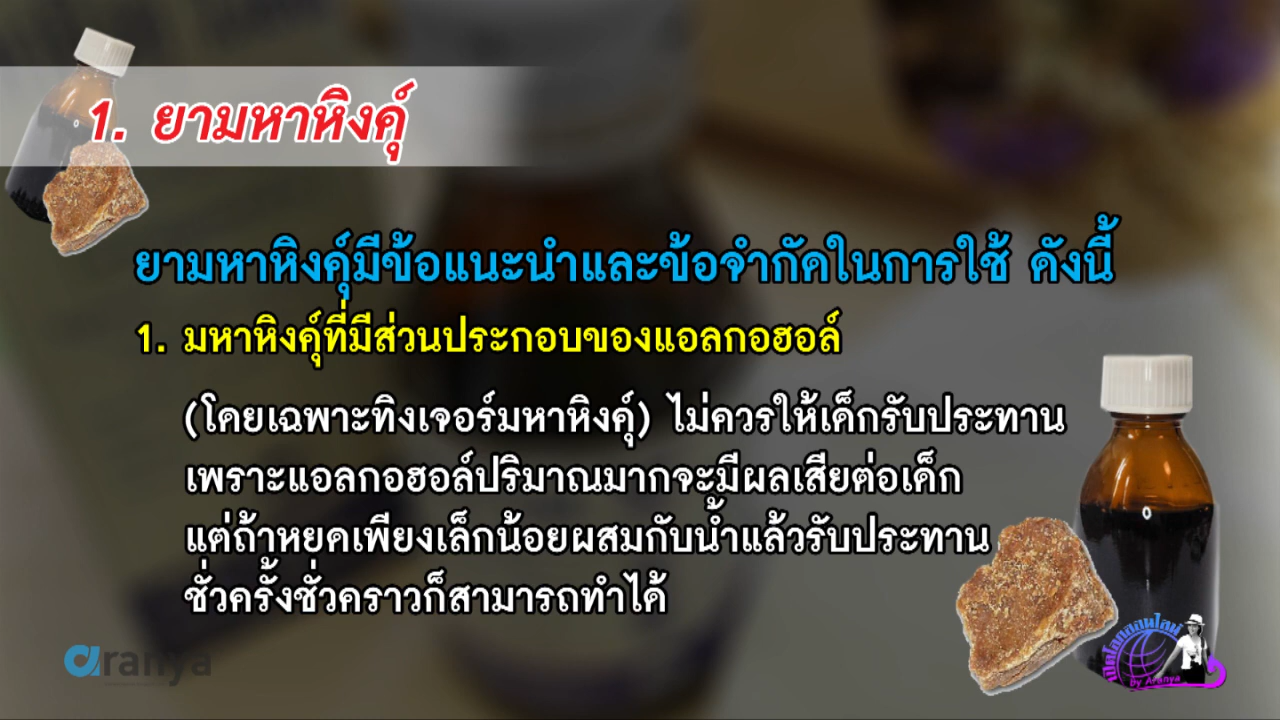 1. ยามหาหิงคุ์
ยามหาหิงคุ์มีข้อแนะนำและข้อจำกัดในการใช้ ดังนี้
1. มหาหิงคุ์ที่มีส่วนประกอบของแอลกอฮอล์
(โดยเฉพาะทิงเจอร์มหาหิงคุ์) ไม่ควรให้เด็กรับประทาน
เพราะแอลกอฮอล์ปริมาณมากจะมีผลเสียต่อเด็ก
แต่ถ้าหยดเพียงเล็กน้อยผสมกับน้ำแล้วรับประทาน
ชั่วครั้งชั่วคราวก็สามารถทำได้
aranya
by Aranya